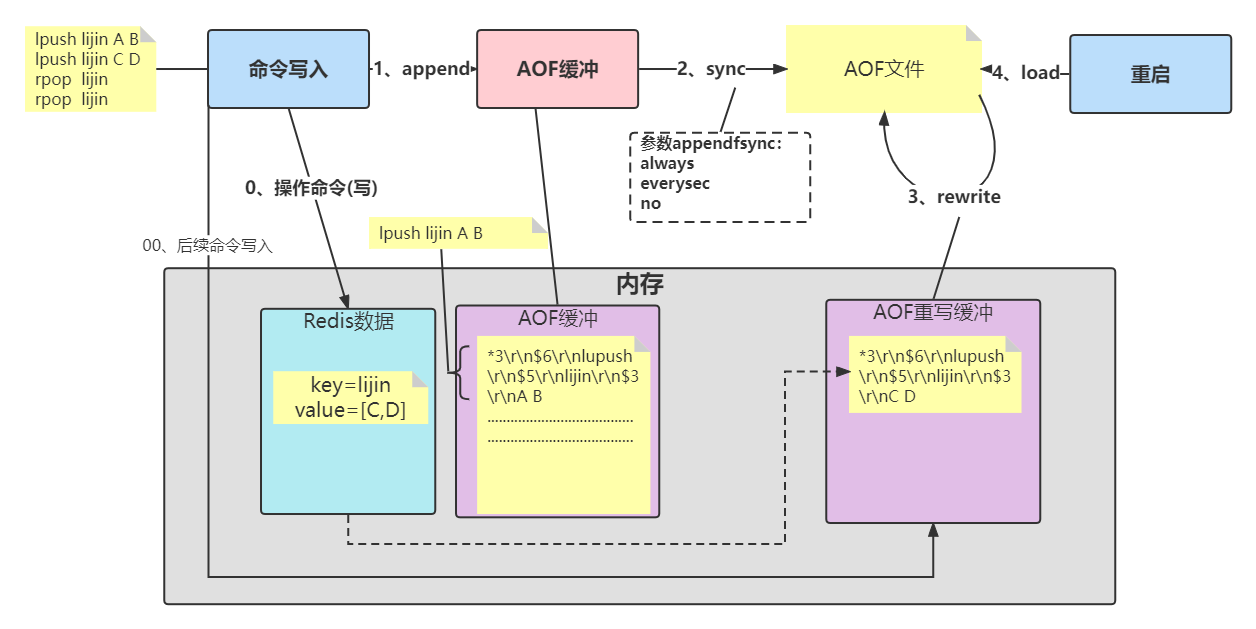 lpush lijin A B
lpush lijin C D
rpop  lijin
rpop  lijin
命令写入
1、append
AOF缓冲
2、sync
AOF文件
4、load
重启
参数appendfsync：
always
everysec
no
3、rewrite
0、操作命令(写)
00、后续命令写入
lpush lijin A B
内存
Redis数据
key=lijin
value=[C,D]
AOF缓冲
*3\r\n$6\r\nlupush
\r\n$5\r\nlijin\r\n$3
\r\nA B
......................................
......................................
AOF重写缓冲
*3\r\n$6\r\nlupush
\r\n$5\r\nlijin\r\n$3
\r\nC D